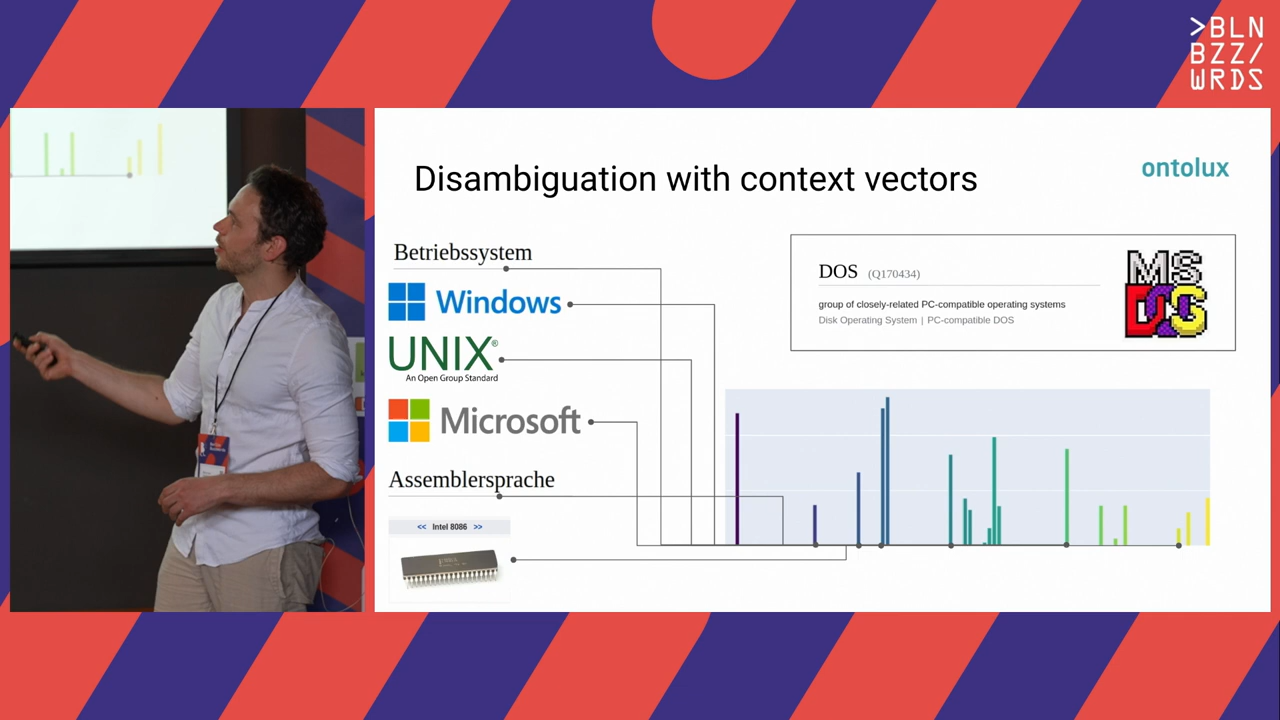 >BLN
BZZ/
WRDS
Disambiguation with context vectors
ontolux
Betriebssystem
Windows
UNIX®
An Open Group Standard
Microsoft
Assemblersprache
<< Intel 8086 >>
DOS (Q170434)
group of closely-related PC-compatible operating systems
Disk Operating System | PC-compatible DOS
MS
DOS